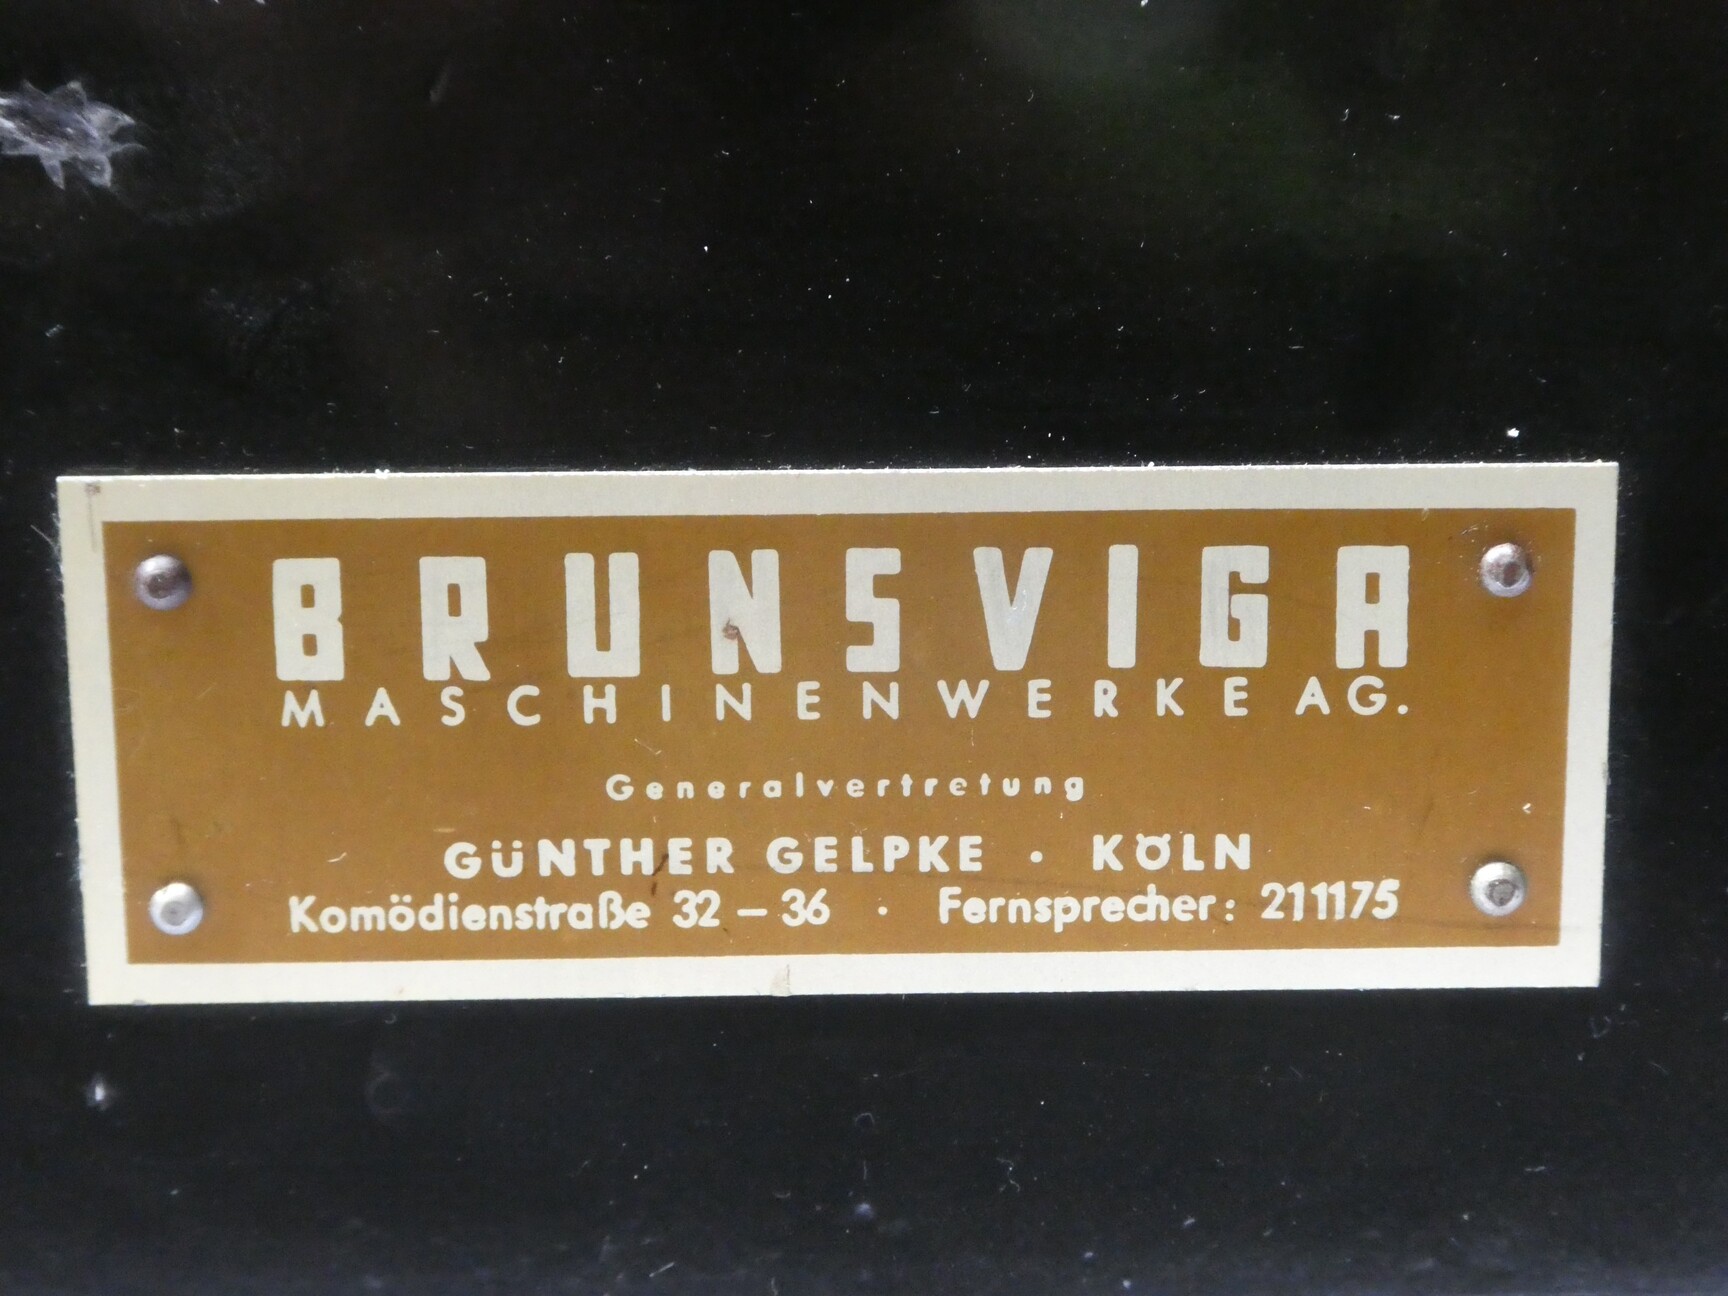 BRUNSVIGA
MASCHINENWERKE AG.
Generalvertretung
GÜNTHER GELPKE · KÖLN
Komödienstraße 32 – 36 · Fernsprecher: 211175